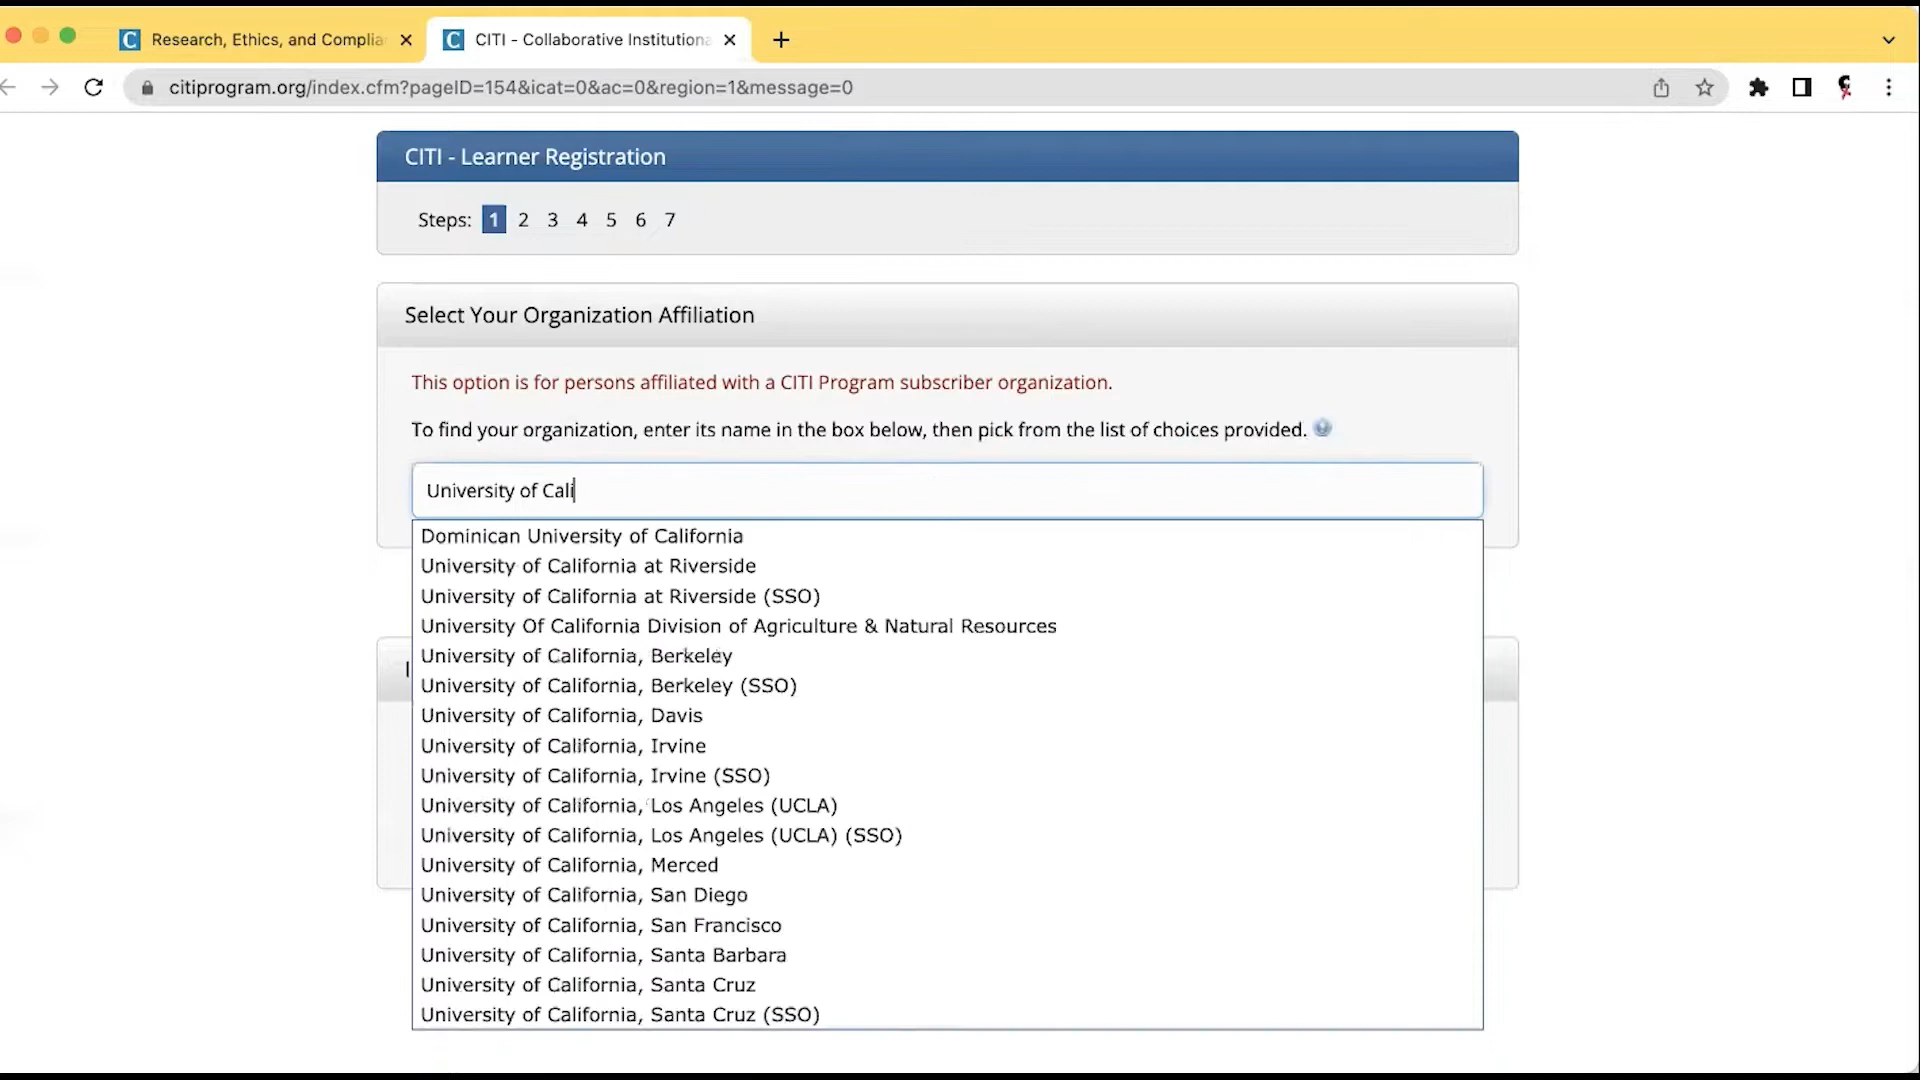 Research, Ethics, and Complia
CITI - Collaborative Institutiona
citiprogram.org/index.cfm?pageID=154&icat=0&ac=0&region=1&message=0
CITI - Learner Registration
Steps: 1 2 3 4 5 6 7
Select Your Organization Affiliation
This option is for persons affiliated with a CITI Program subscriber organization.
To find your organization, enter its name in the box below, then pick from the list of choices provided.
University of Cali
Dominican University of California
University of California at Riverside
University of California at Riverside (SSO)
University Of California Division of Agriculture & Natural Resources
University of California, Berkeley
University of California, Berkeley (SSO)
University of California, Davis
University of California, Irvine
University of California, Irvine (SSO)
University of California, Los Angeles (UCLA)
University of California, Los Angeles (UCLA) (SSO)
University of California, Merced
University of California, San Diego
University of California, San Francisco
University of California, Santa Barbara
University of California, Santa Cruz
University of California, Santa Cruz (SSO)